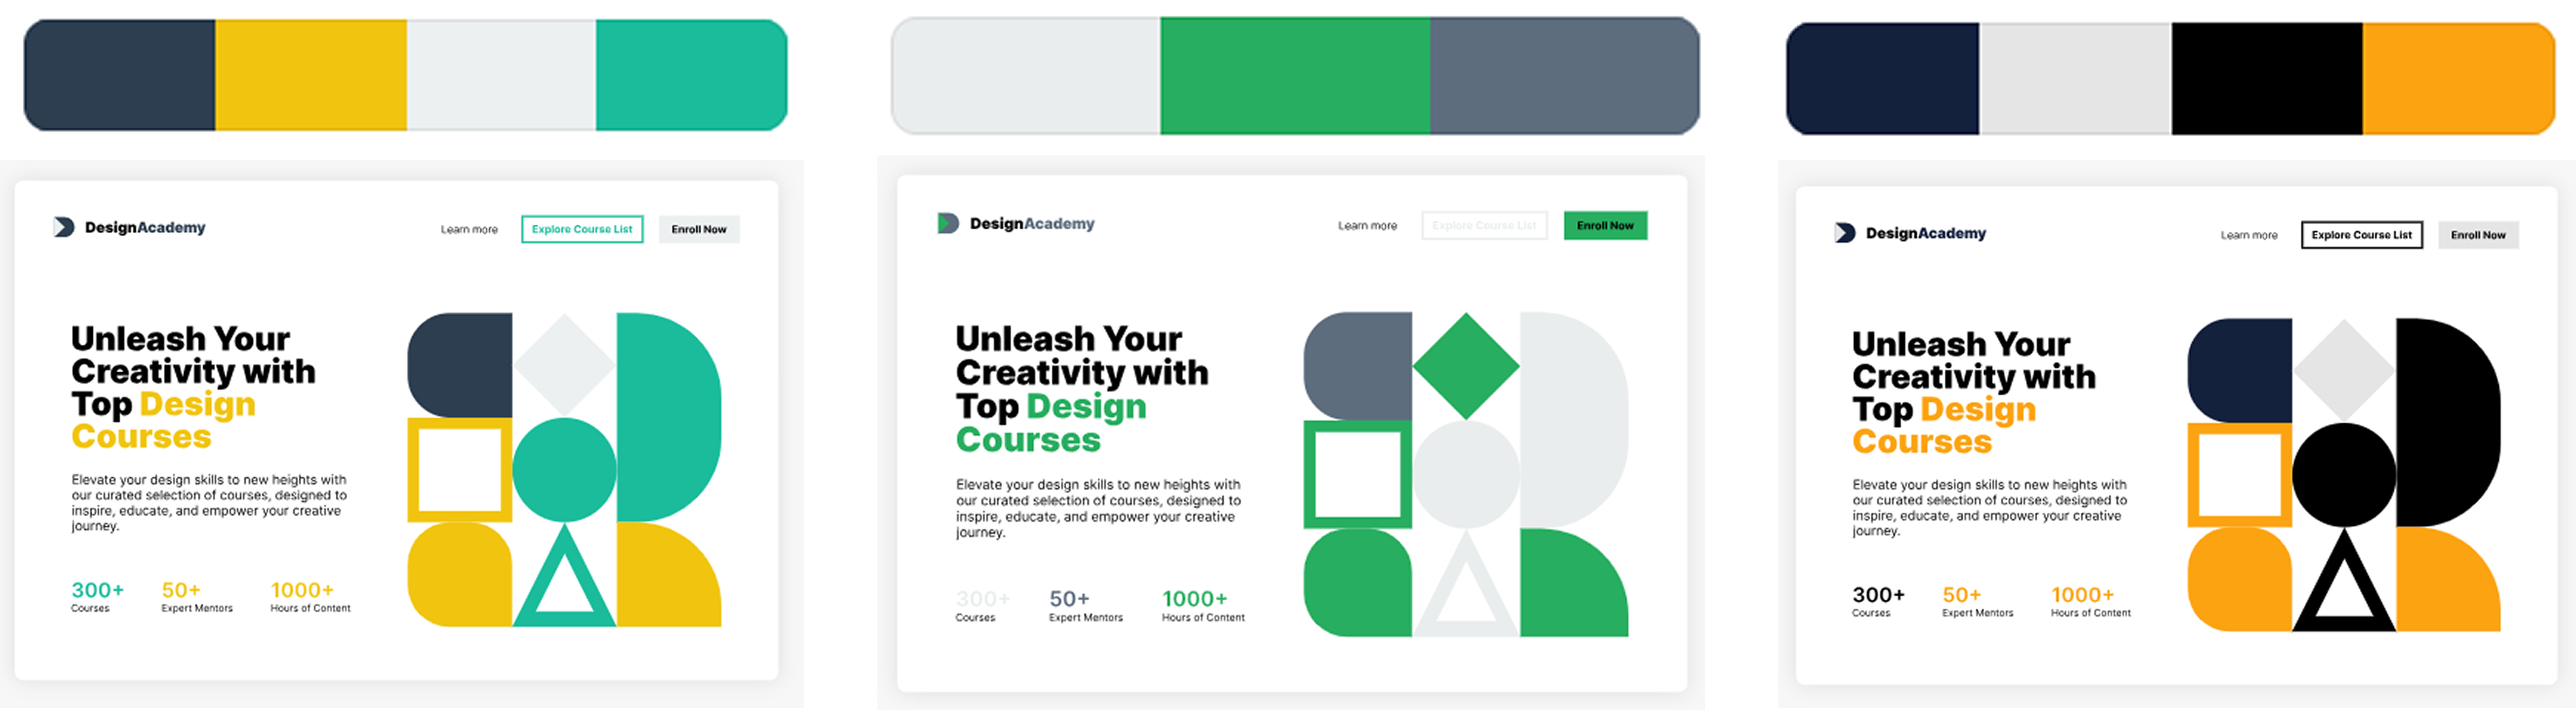 DesignAcademy
Learn more
Explore Course List
Enroll Now
Unleash Your
Creativity with
Top Design
Courses
Elevate your design skills to new heights with
our curated selection of courses, designed to
inspire, educate, and empower your creative
journey.
300+
50+
1000+
Courses
Expert Mentors
Hours of Content
DesignAcademy
Learn more
Explore Course List
Enroll Now
Unleash Your
Creativity with
Top Design
Courses
Elevate your design skills to new heights with
our curated selection of courses, designed to
inspire, educate, and empower your creative
journey.
300+
50+
1000+
Courses
Expert Mentors
Hours of Content
DesignAcademy
Learn more
Explore Course List
Enroll Now
Unleash Your
Creativity with
Top Design
Courses
Elevate your design skills to new heights with
our curated selection of courses, designed to
inspire, educate, and empower your creative
journey.
300+
50+
1000+
Courses
Expert Mentors
Hours of Content